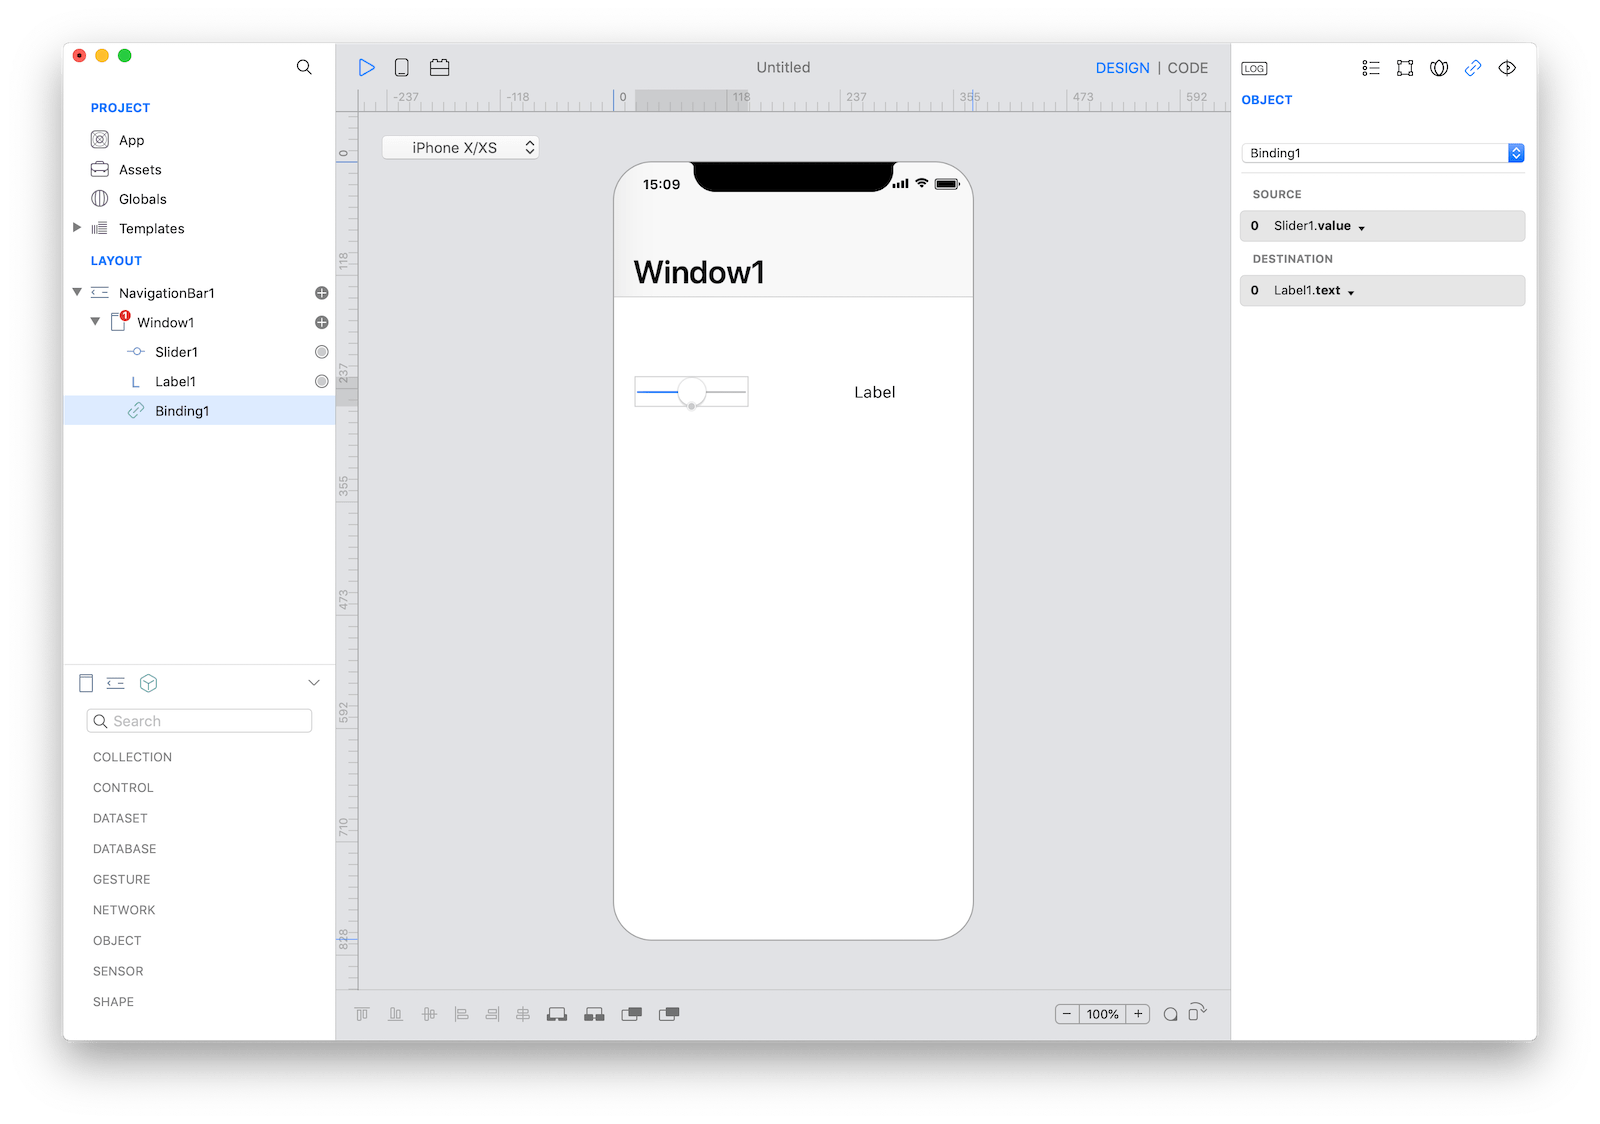 Untitled
DESIGN | CODE
LOG
PROJECT
App
Assets
Globals
Templates
LAYOUT
NavigationBar1
1
Window1
Slider1
L
Label1
Binding1
Search
COLLECTION
CONTROL
DATASET
DATABASE
GESTURE
NETWORK
OBJECT
SENSOR
SHAPE
-237 -118 0 118 237 355 473 592
0
118
237
355
473
592
710
828
iPhone X/XS
15:09
Window1
Label
100%
OBJECT
Binding1
SOURCE
0 Slider1.value
DESTINATION
0 Label1.text